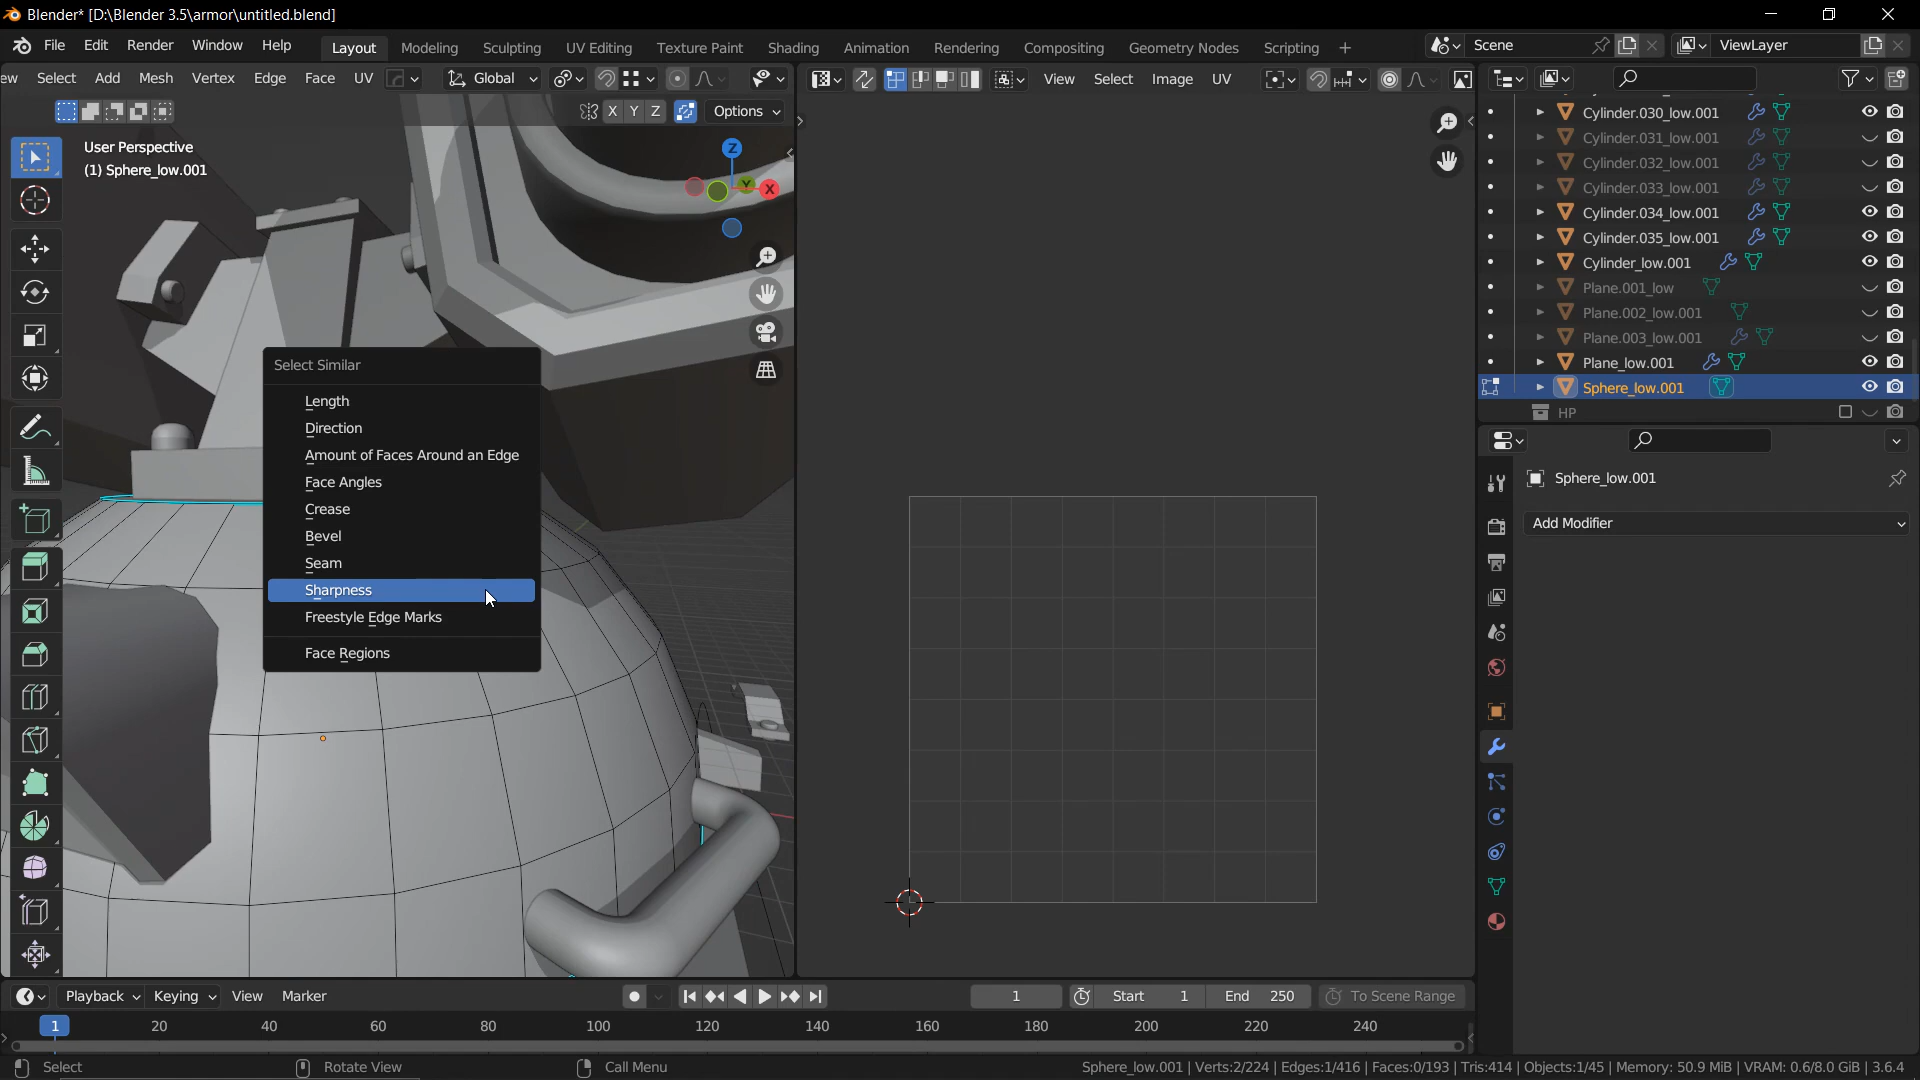 Blender* [D:\Blender 3.5\armor\untitled.blend]
File Edit Render Window Help Layout Modeling Sculpting UV Editing Texture Paint Shading Animation Rendering Compositing Geometry Nodes Scripting + Scene ViewLayer
ew Select Add Mesh Vertex Edge Face UV Global View Select Image UV
X Y Z Options
User Perspective
(1) Sphere_low.001
Z
Y
X
Select Similar
Length
Direction
Amount of Faces Around an Edge
Face Angles
Crease
Bevel
Seam
Sharpness
Freestyle Edge Marks
Face Regions
Cylinder.030_low.001
Cylinder.031_low.001
Cylinder.032_low.001
Cylinder.033_low.001
Cylinder.034_low.001
Cylinder.035_low.001
Cylinder_low.001
Plane.001_low
Plane.002_low.001
Plane.003_low.001
Plane_low.001
Sphere_low.001
HP
Sphere_low.001
Add Modifier
Playback Keying View Marker 1 Start 1 End 250 To Scene Range
1 20 40 60 80 100 120 140 160 180 200 220 240
Select Rotate View Call Menu Sphere_low.001 | Verts:2/224 | Edges:1/416 | Faces:0/193 | Tris:414 | Objects:1/45 | Memory: 50.9 MiB | VRAM: 0.6/8.0 GiB | 3.6.4